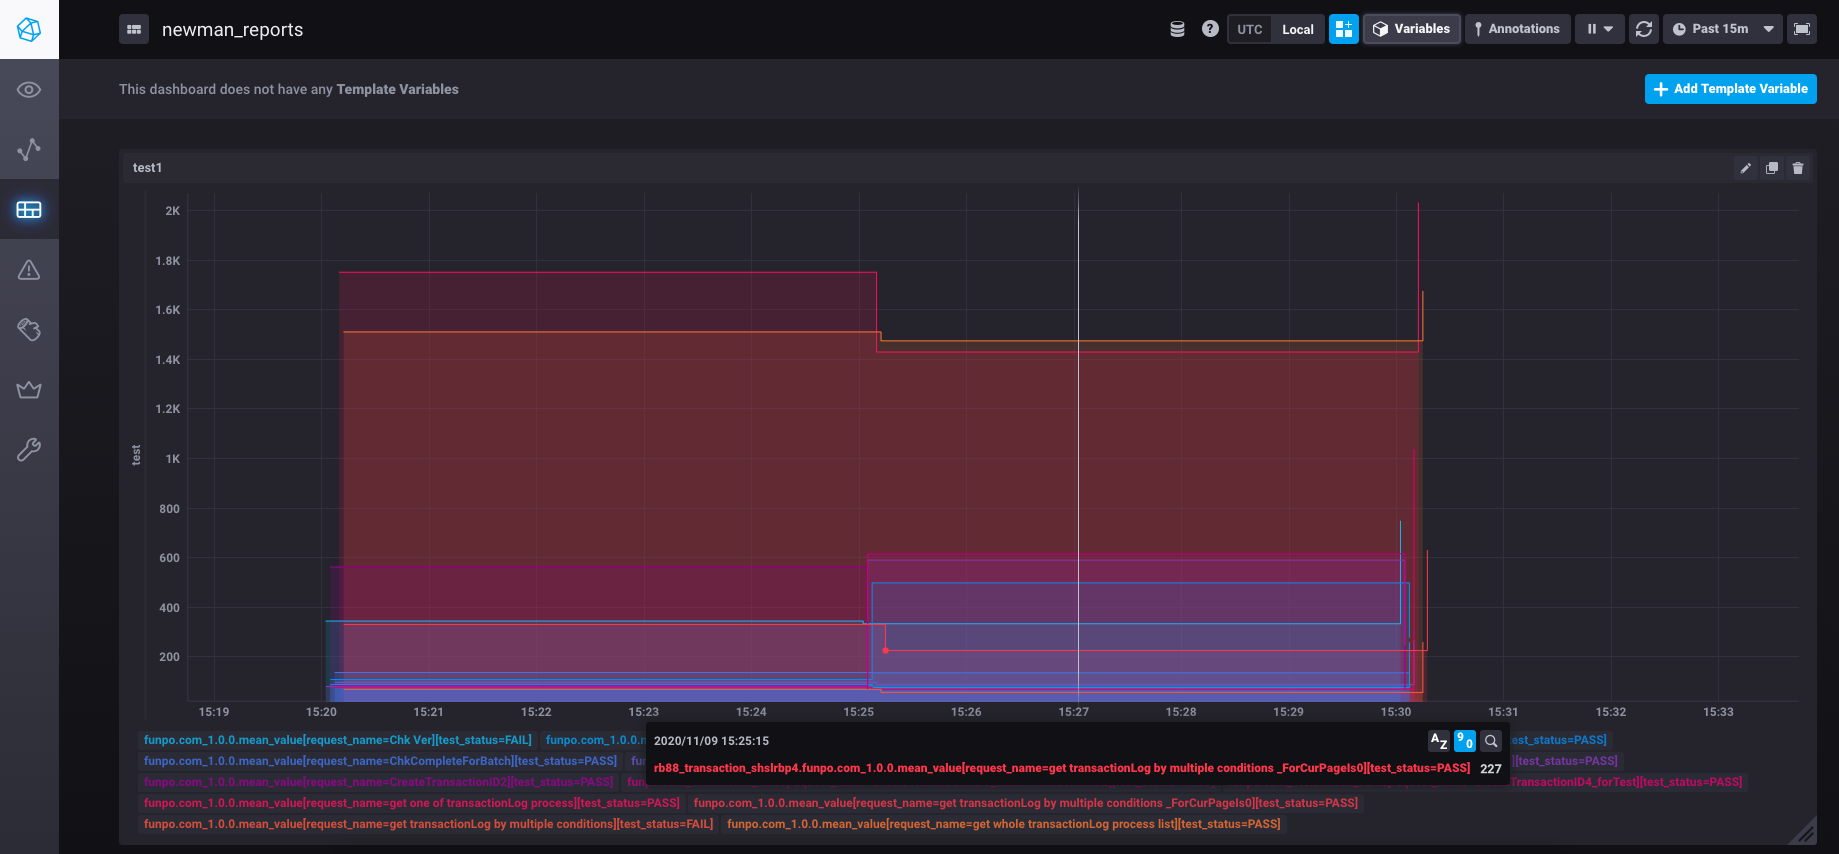 newman_reports
UTC Local Variables Annotations Past 15m
This dashboard does not have any Template Variables
Add Template Variable
test1
2K
1.8K
1.6K
1.4K
1.2K
1K
800
600
400
200
test
15:19 15:20 15:21 15:22 15:23 15:24 15:25 15:26 15:27 15:28 15:29 15:30 15:31 15:32 15:33
2020/11/09 15:25:15
rb88_transaction_shslrbp4.funpo.com_1.0.0.mean_value[request_name=get transactionLog by multiple conditions _ForCurPageIs0][test_status=PASS] 227
funpo.com_1.0.0.mean_value[request_name=Chk Ver][test_status=FAIL] funpo.com_1.0.0.r est_status=PASS]
funpo.com_1.0.0.mean_value[request_name=ChkCompleteForBatch][test_status=PASS] fu [test_status=PASS]
funpo.com_1.0.0.mean_value[request_name=CreateTransactionID2][test_status=PASS] fu TransactionID4_forTest][test_status=PASS]
funpo.com_1.0.0.mean_value[request_name=get one of transactionLog process][test_status=PASS] funpo.com_1.0.0.mean_value[request_name=get transactionLog by multiple conditions _ForCurPageIs0][test_status=PASS]
funpo.com_1.0.0.mean_value[request_name=get transactionLog by multiple conditions][test_status=FAIL] funpo.com_1.0.0.mean_value[request_name=get whole transactionLog process list][test_status=PASS]